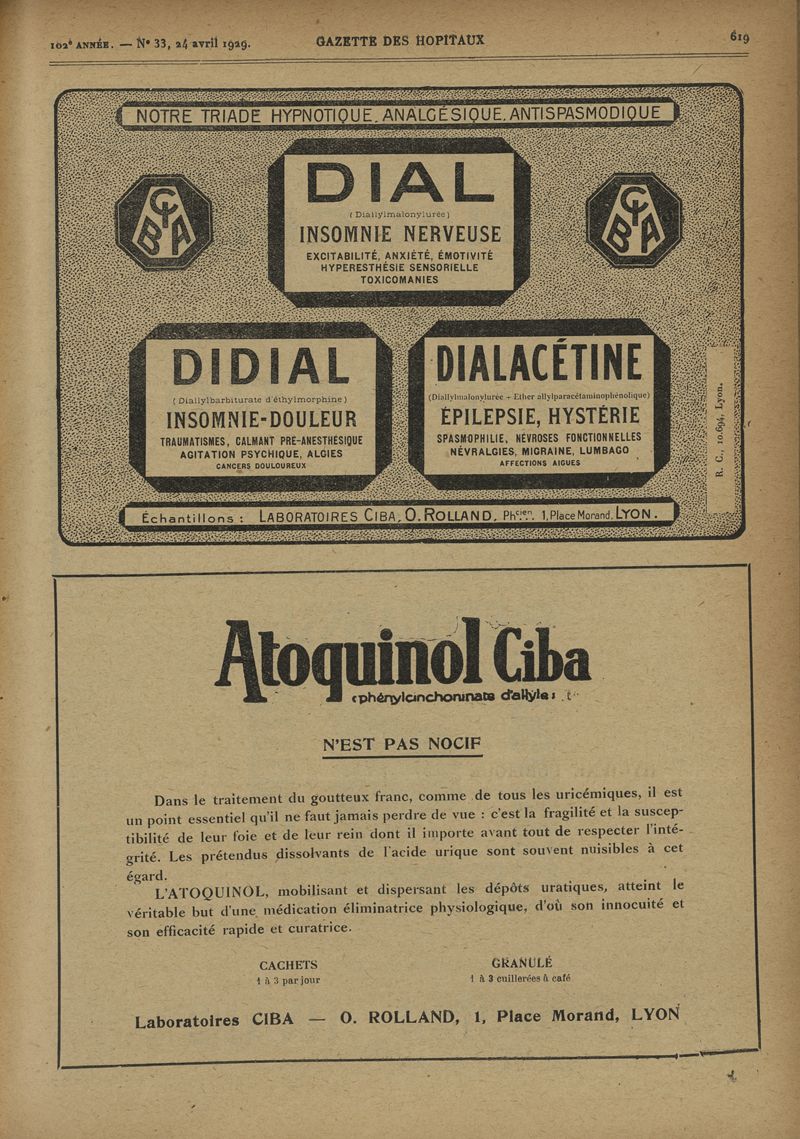 102e ANNÉE. — N° 33, 24 avril 1929.
GAZETTE DES HOPITAUX
619
NOTRE TRIADE HYPNOTIQUE. ANALGÉSIQUE. ANTISPASMODIQUE
DIAL
(Diallylmalonylurée)
INSOMNIE NERVEUSE
EXCITABILITÉ, ANXIÉTÉ, ÉMOTIVITÉ
HYPERESTHÉSIE SENSORIELLE
TOXICOMANIES
CIBA
CIBA
DIDIAL
(Diallylbarbiturate d'éthylmorphine)
INSOMNIE-DOULEUR
TRAUMATISMES, CALMANT PRÉ-ANESTHÉSIQUE
AGITATION PSYCHIQUE, ALGIES
CANCERS DOULOUREUX
DIALACÉTINE
(Diallylmalonylurée + Ether allylparacétaminophénolique)
ÉPILEPSIE, HYSTÉRIE
SPASMOPHILIE, NÉVROSES FONCTIONNELLES
NÉVRALGIES, MIGRAINE, LUMBAGO
AFFECTIONS AIGUES
R. C., 10.694, Lyon.
Échantillons : LABORATOIRES CIBA, O. ROLLAND, Phcien. 1, Place Morand. LYON.
Atoquinol Ciba
(phénylcinchoninate d'allyle)
N'EST PAS NOCIF
Dans le traitement du goutteux franc, comme de tous les uricémiques, il est
un point essentiel qu'il ne faut jamais perdre de vue : c'est la fragilité et la suscep-
tibilité de leur foie et de leur rein dont il importe avant tout de respecter l'inté-
grité. Les prétendus dissolvants de l'acide urique sont souvent nuisibles à cet
égard.
L'ATOQUINOL, mobilisant et dispersant les dépôts uratiques, atteint le
véritable but d'une médication éliminatrice physiologique, d'où son innocuité et
son efficacité rapide et curatrice.
CACHETS
1 à 3 par jour
GRANULÉ
1 à 3 cuillerées à café
Laboratoires CIBA — O. ROLLAND, 1, Place Morand, LYON